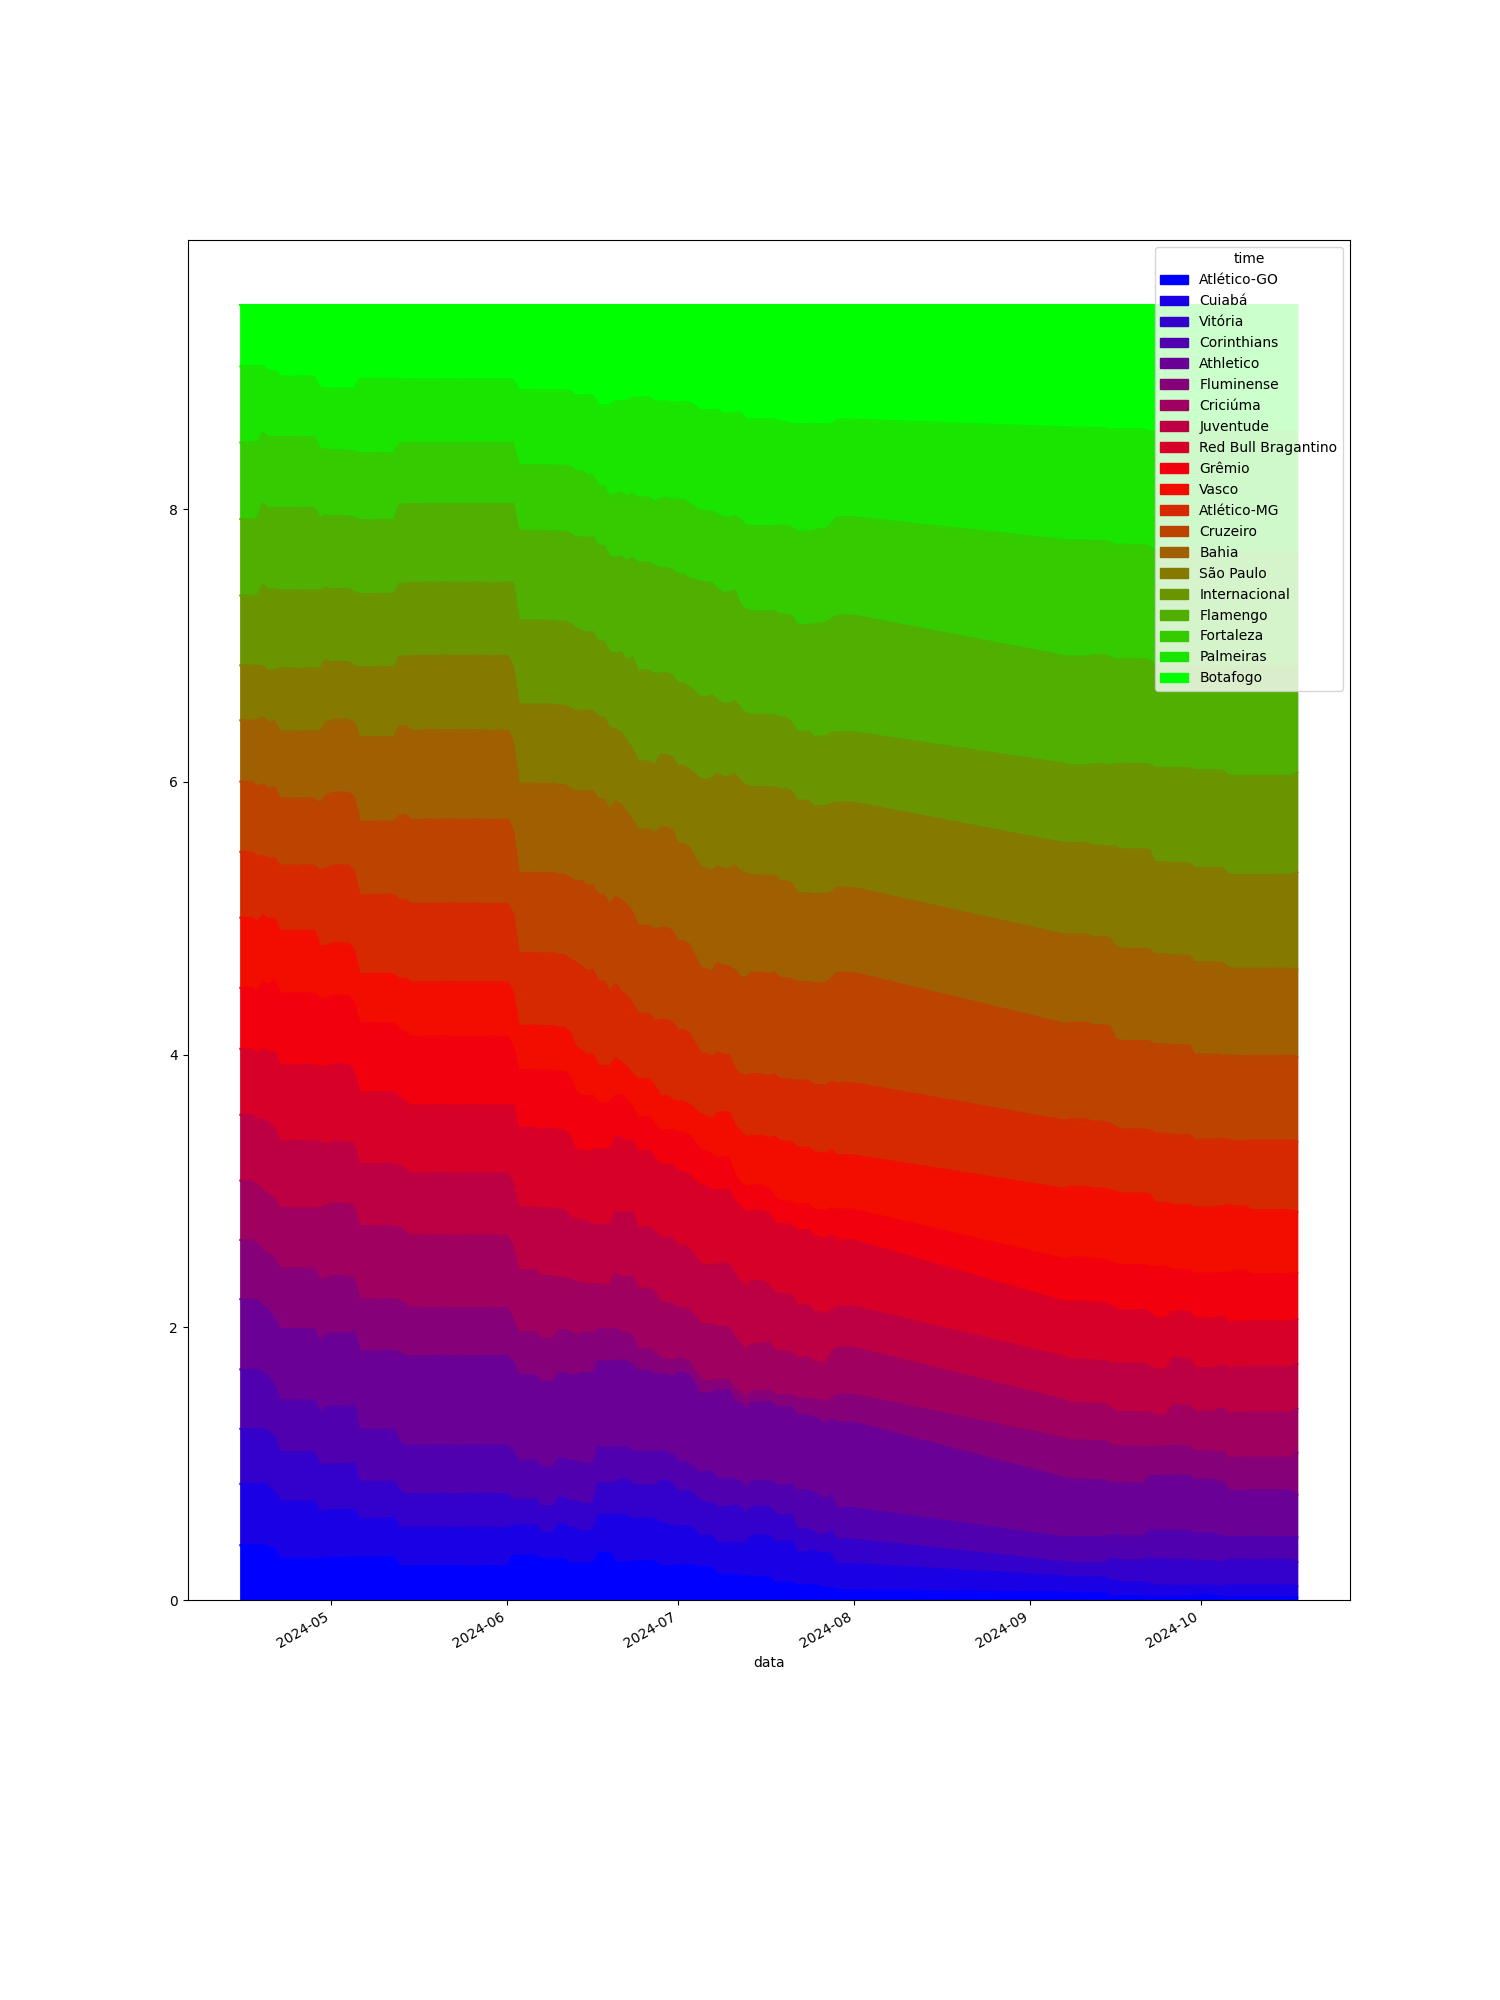 time
Atlético-GO
Cuiabá
Vitória
Corinthians
Athletico
Fluminense
Criciúma
Juventude
Red Bull Bragantino
Grêmio
Vasco
Atlético-MG
Cruzeiro
Bahia
São Paulo
Internacional
Flamengo
Fortaleza
Palmeiras
Botafogo
8
6
4
2
0
2024-05
2024-06
2024-07
2024-08
2024-09
2024-10
data